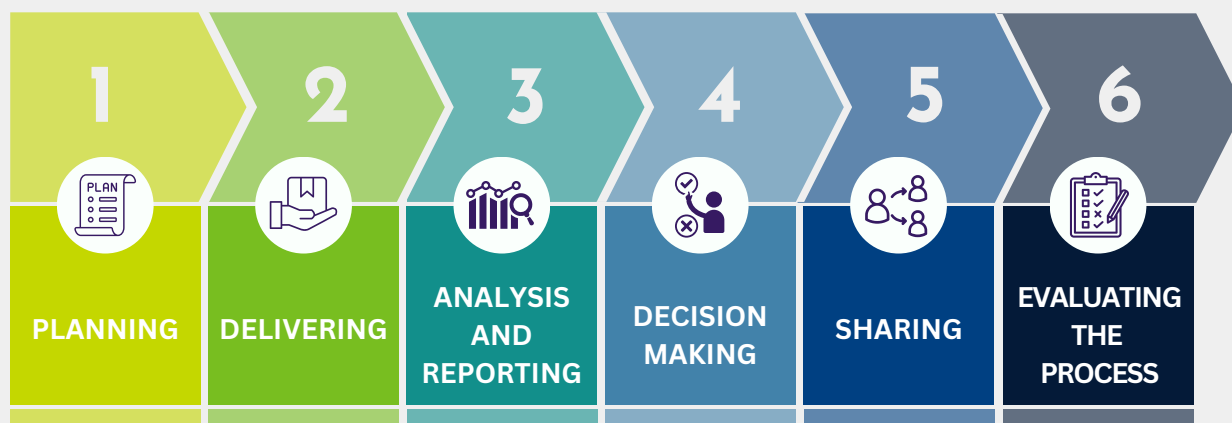 1
2
3
4
5
6
PLAN
PLANNING
DELIVERING
ANALYSIS
AND
REPORTING
DECISION
MAKING
SHARING
EVALUATING
THE
PROCESS